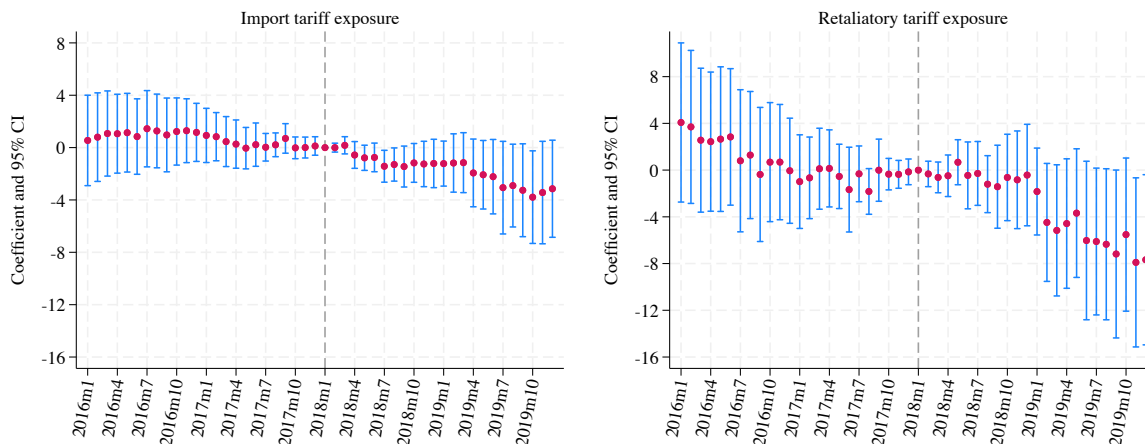 Import tariff exposure
Coefficient and 95% CI
8
4
0
-4
-8
-12
-16
2016m1
2016m4
2016m7
2016m10
2017m1
2017m4
2017m7
2017m10
2018m1
2018m4
2018m7
2018m10
2019m1
2019m4
2019m7
2019m10
Retaliatory tariff exposure
Coefficient and 95% CI
8
4
0
-4
-8
-12
-16
2016m1
2016m4
2016m7
2016m10
2017m1
2017m4
2017m7
2017m10
2018m1
2018m4
2018m7
2018m10
2019m1
2019m4
2019m7
2019m10